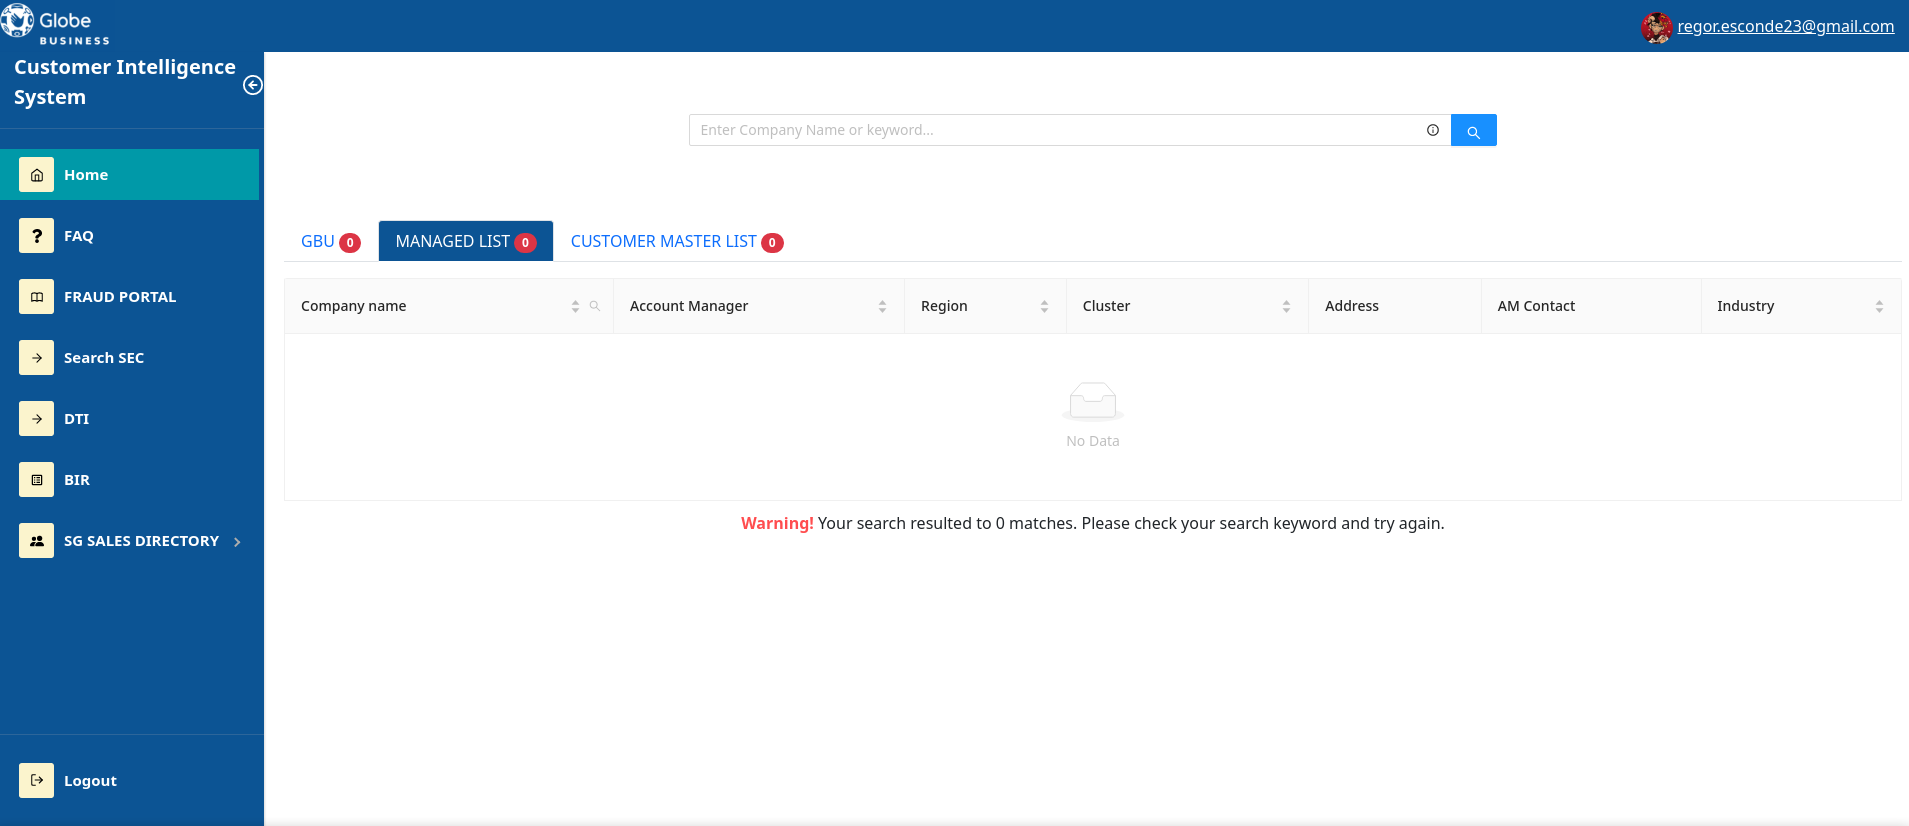 Globe
BUSINESS
regor.esconde23@gmail.com
Customer Intelligence
System
Enter Company Name or keyword...
Home
FAQ
FRAUD PORTAL
Search SEC
DTI
BIR
SG SALES DIRECTORY
Logout
GBU 0 MANAGED LIST 0 CUSTOMER MASTER LIST 0
Company name Account Manager Region Cluster Address AM Contact Industry
No Data
Warning! Your search resulted to 0 matches. Please check your search keyword and try again.